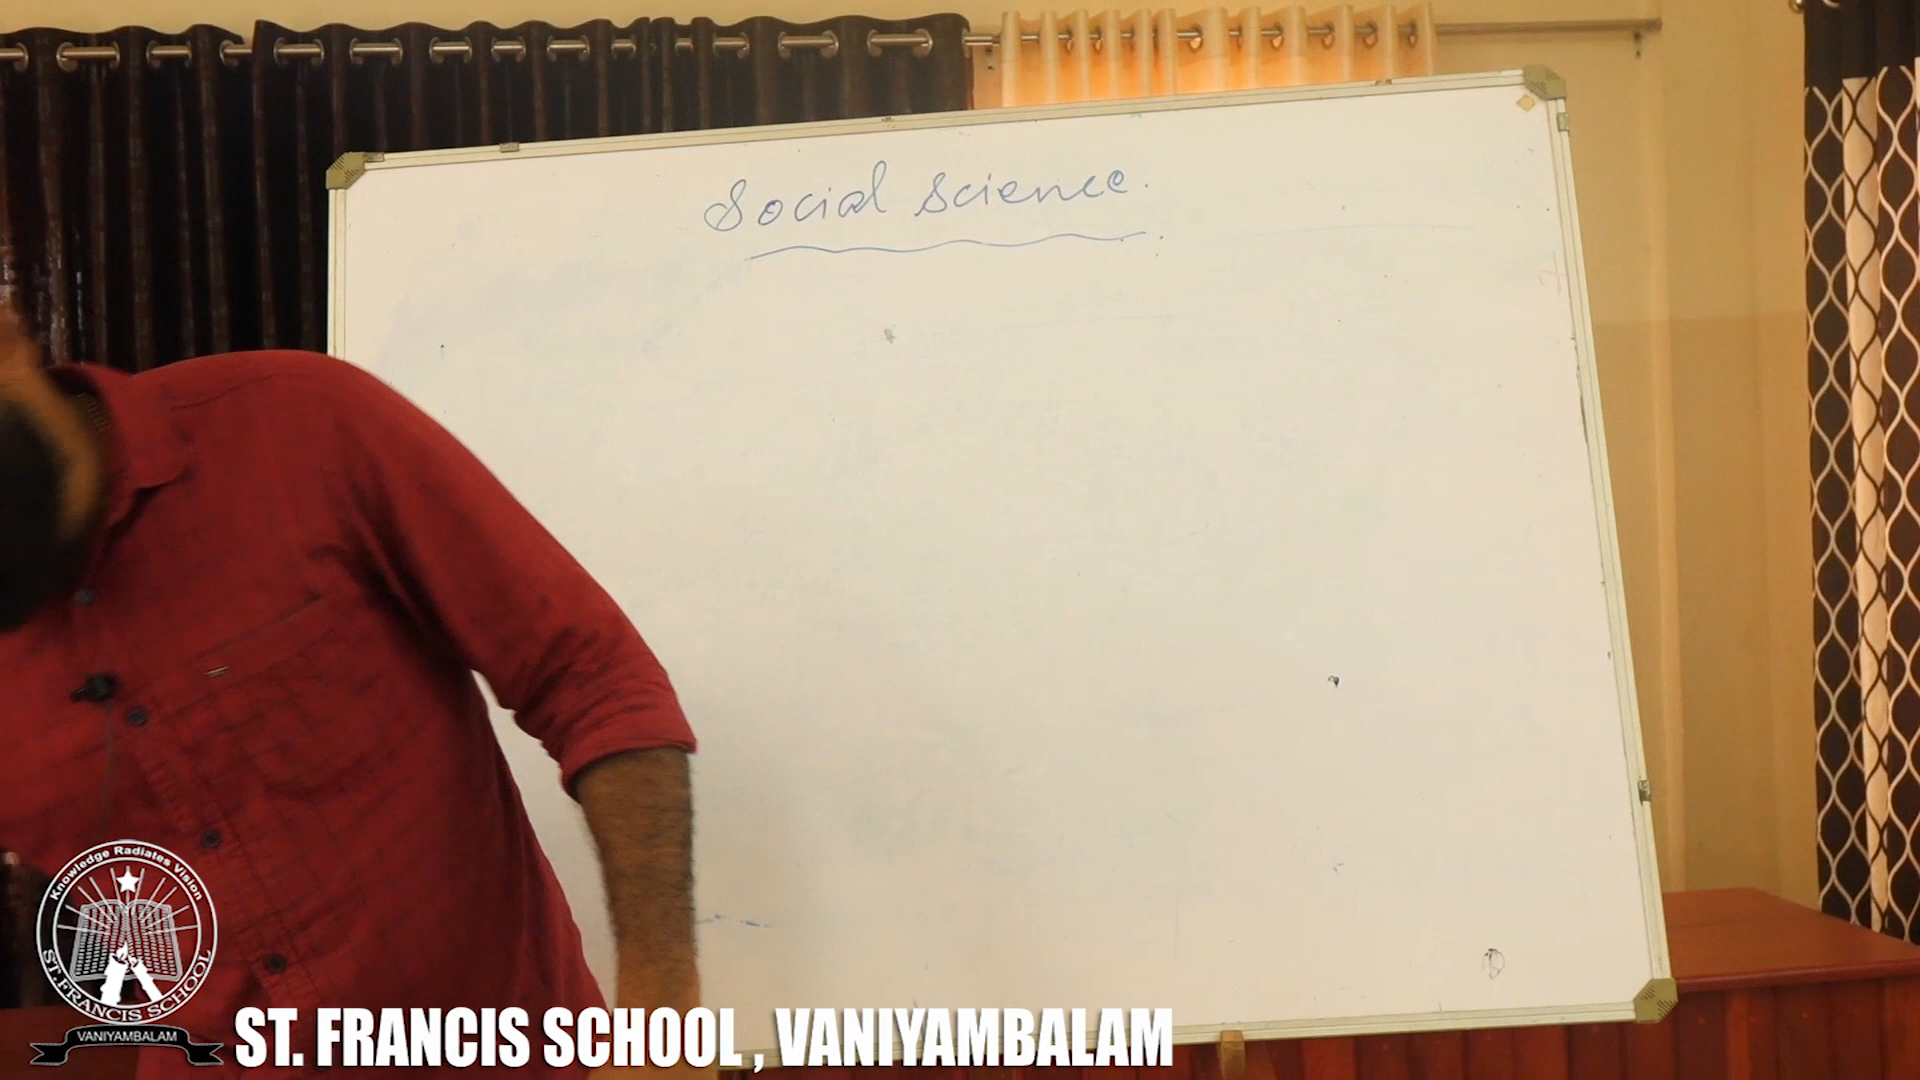 Social Science.
Knowledge Radiates Vision
ST. FRANCIS SCHOOL
VANIYAMBALAM
ST. FRANCIS SCHOOL , VANIYAMBALAM